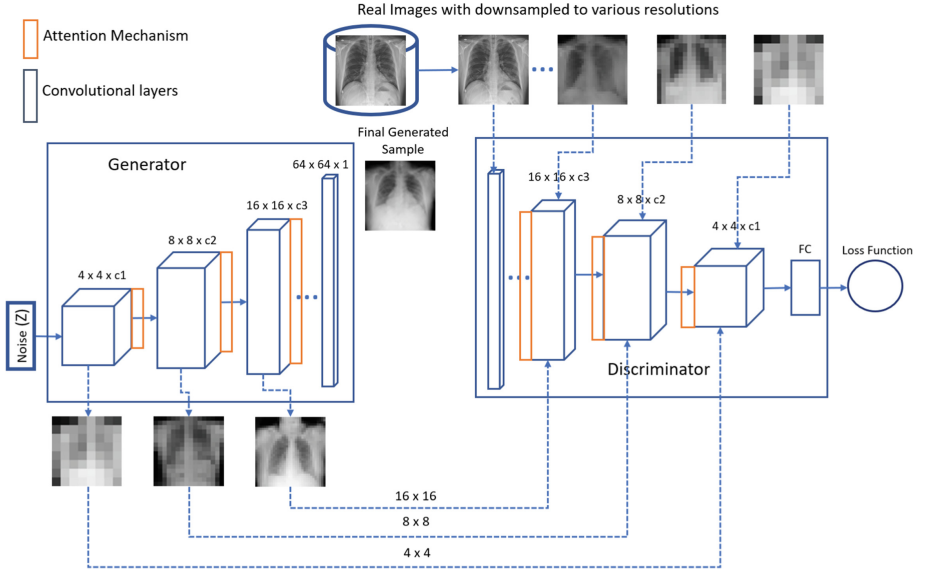 Real Images with downsampled to various resolutions
Attention Mechanism
Convolutional layers
Final Generated
Sample
Generator
64 x 64 x 1
16 x 16 x c3
8 x 8 x c2
4 x 4 x c1
Noise (Z)
16 x 16 x c3
8 x 8 x c2
4 x 4 x c1
FC
Loss Function
Discriminator
16 x 16
8 x 8
4 x 4